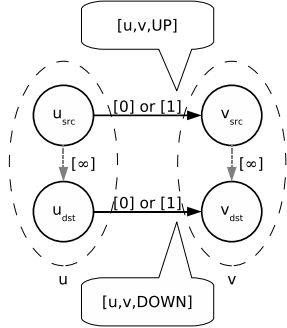 [u,v,UP]
[0] or [1]
u_src
v_src
[∞]
[∞]
[0] or [1]
u_dst
v_dst
u
v
[u,v,DOWN]